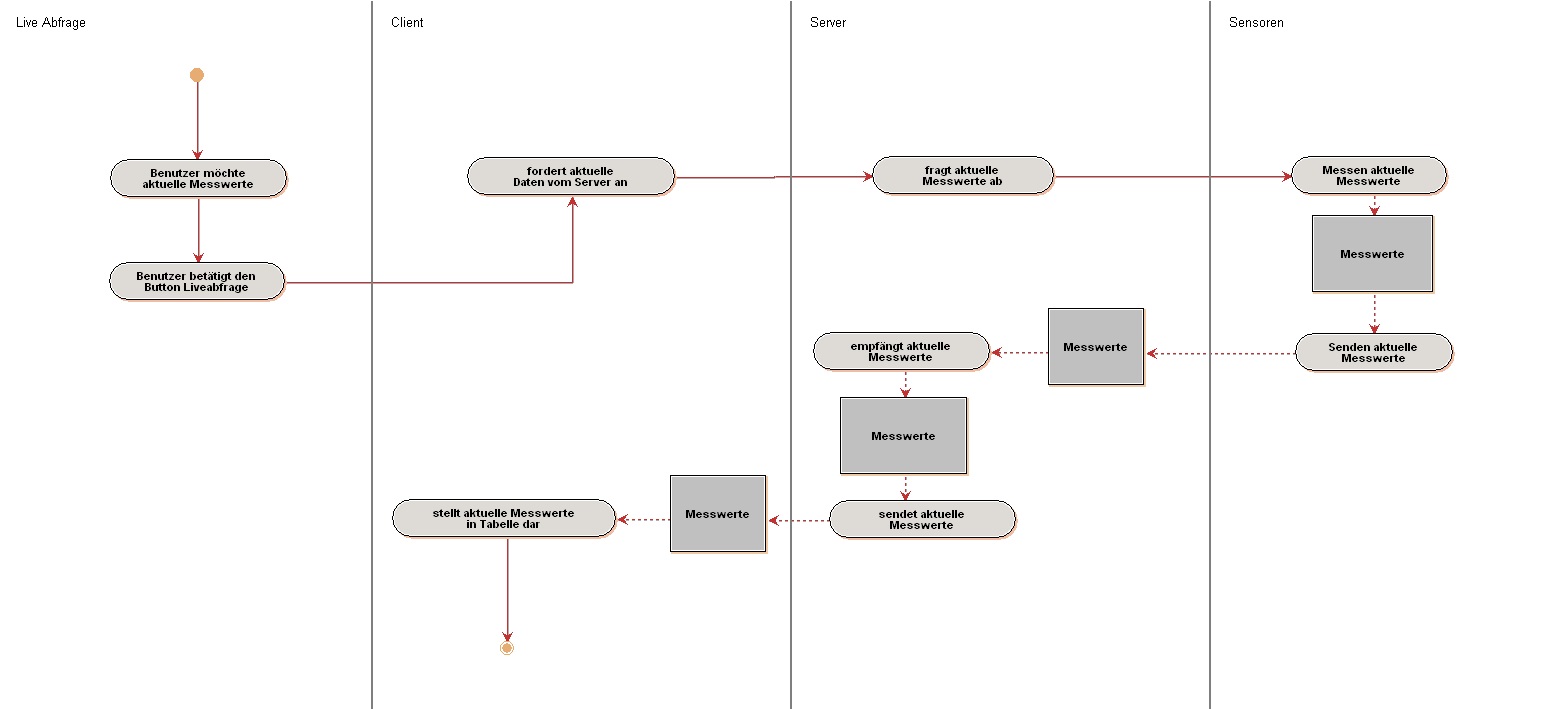 Live Abfrage
Client
Server
Sensoren
Benutzer möchte
aktuelle Messwerte
fordert aktuelle
Daten vom Server an
fragt aktuelle
Messwerte ab
Messen aktuelle
Messwerte
Messwerte
Benutzer betätigt den
Button Liveabfrage
empfängt aktuelle
Messwerte
Messwerte
Senden aktuelle
Messwerte
Messwerte
stellt aktuelle Messwerte
in Tabelle dar
Messwerte
sendet aktuelle
Messwerte